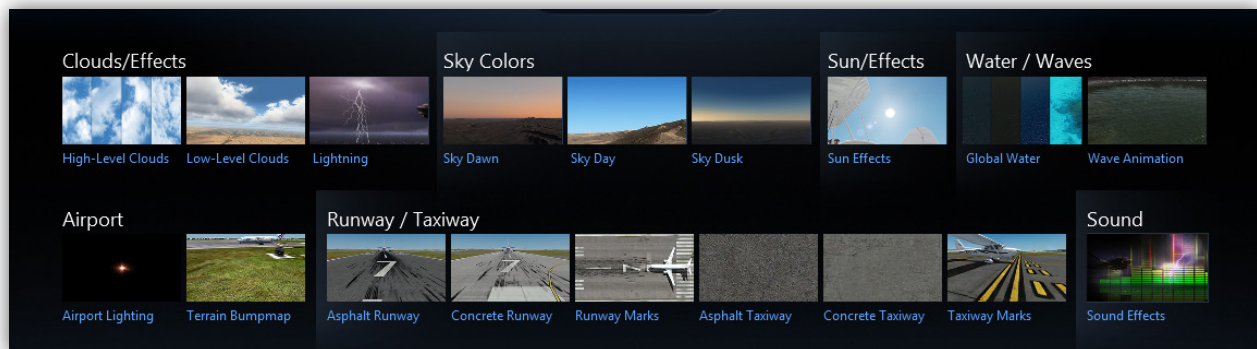 Clouds/Effects
Sky Colors
Sun/Effects
Water / Waves
High-Level Clouds
Low-Level Clouds
Lightning
Sky Dawn
Sky Day
Sky Dusk
Sun Effects
Global Water
Wave Animation
Airport
Runway / Taxiway
Sound
Airport Lighting
Terrain Bumpmap
Asphalt Runway
Concrete Runway
Runway Marks
Asphalt Taxiway
Concrete Taxiway
Taxiway Marks
Sound Effects